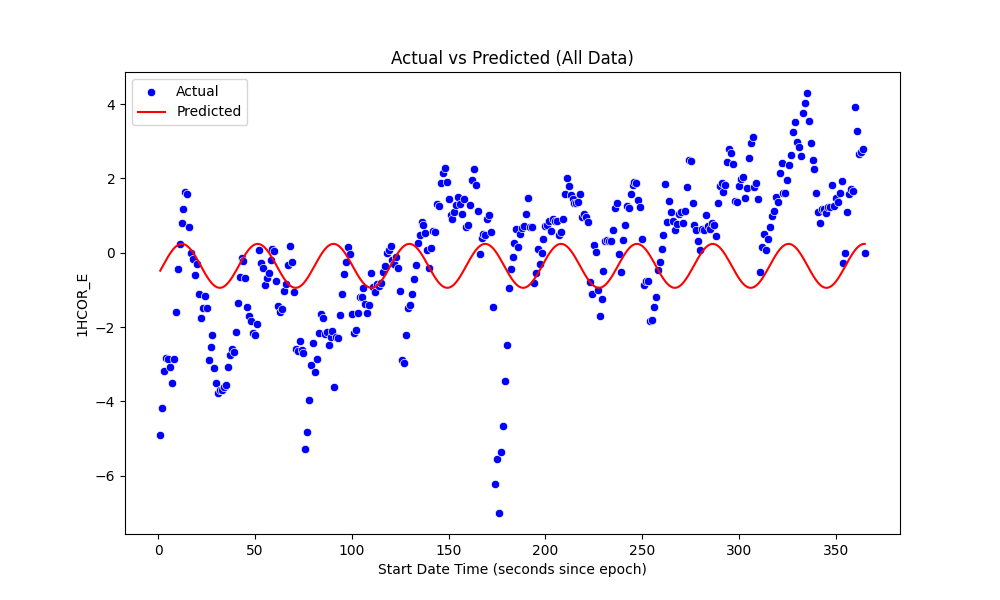 Actual vs Predicted (All Data)
Actual
Predicted
4
2
0
−2
−4
−6
1HCOR_E
0
50
100
150
200
250
300
350
Start Date Time (seconds since epoch)